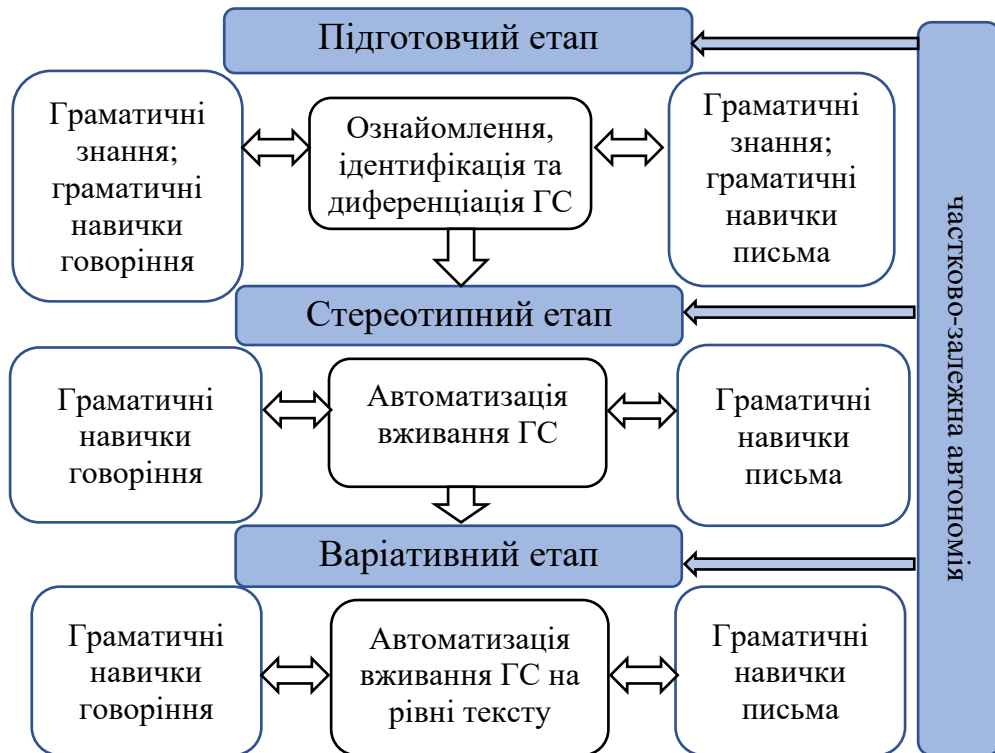 Підготовчий етап
Граматичні
знання;
граматичні
навички
говоріння
Ознайомлення,
ідентифікація та
диференціація ГС
Граматичні
знання;
граматичні
навички
письма
Стереотипний етап
Граматичні
навички
говоріння
Автоматизація
вживання ГС
Граматичні
навички
письма
Варіативний етап
Граматичні
навички
говоріння
Автоматизація
вживання ГС на
рівні тексту
Граматичні
навички
письма
частково-залежна автономія